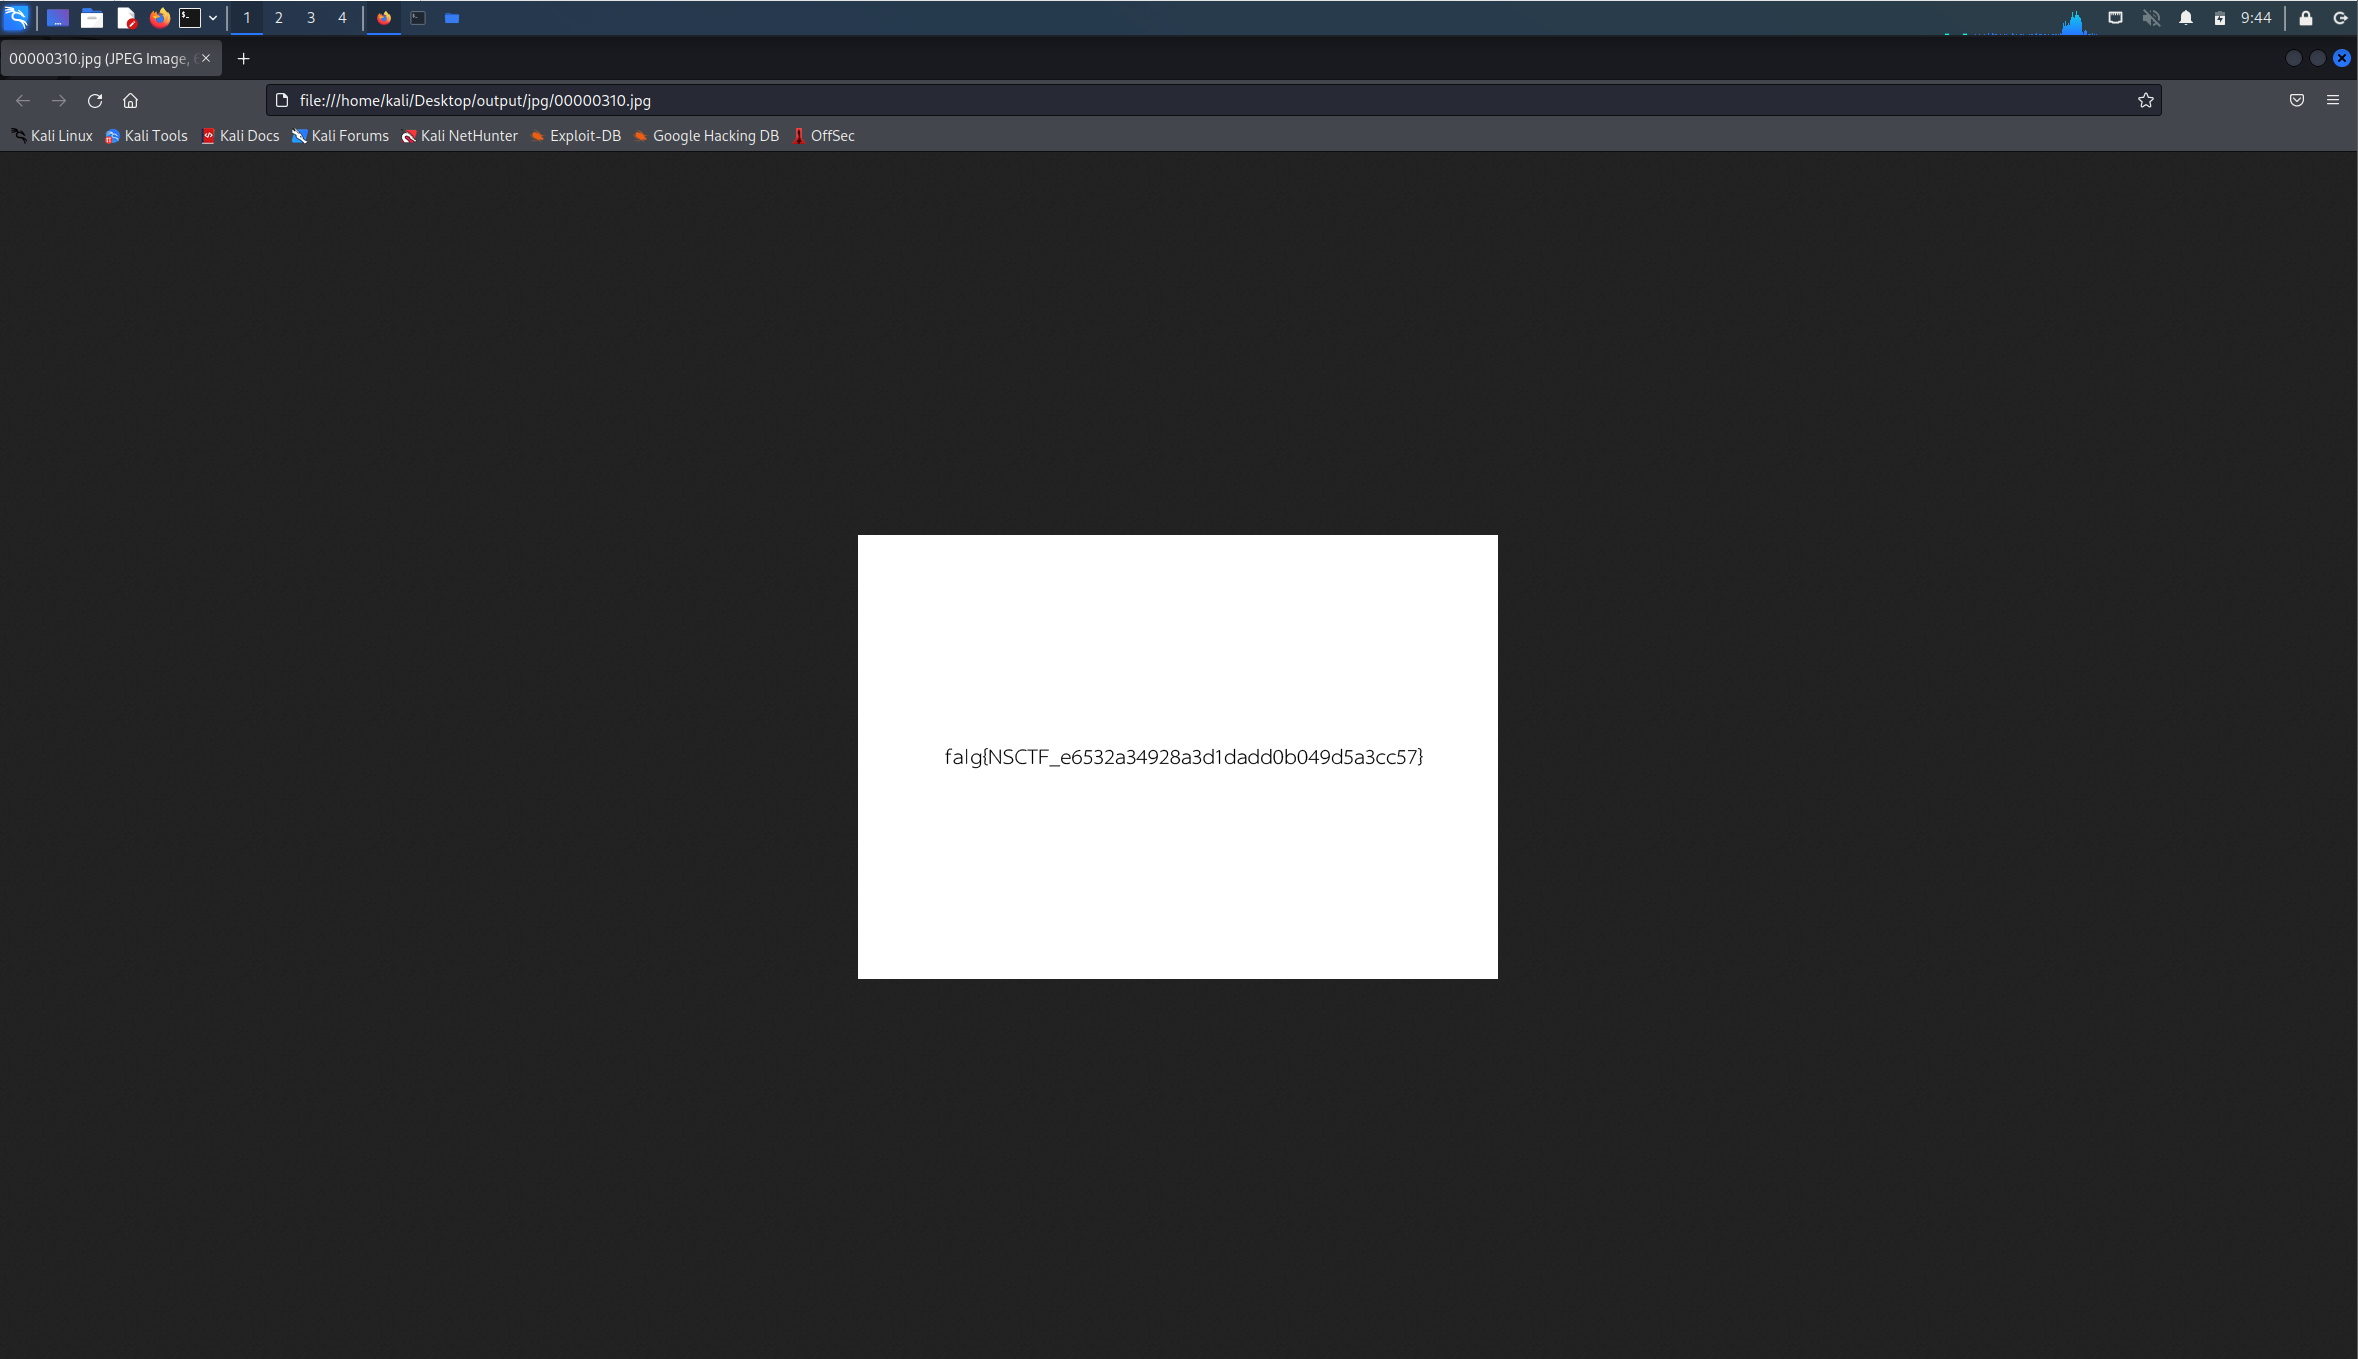 1 2 3 4 9:44
00000310.jpg (JPEG Image,
file:///home/kali/Desktop/output/jpg/00000310.jpg
Kali Linux Kali Tools Kali Docs Kali Forums Kali NetHunter Exploit-DB Google Hacking DB OffSec
falg{NSCTF_e6532a34928a3d1dadd0b049d5a3cc57}